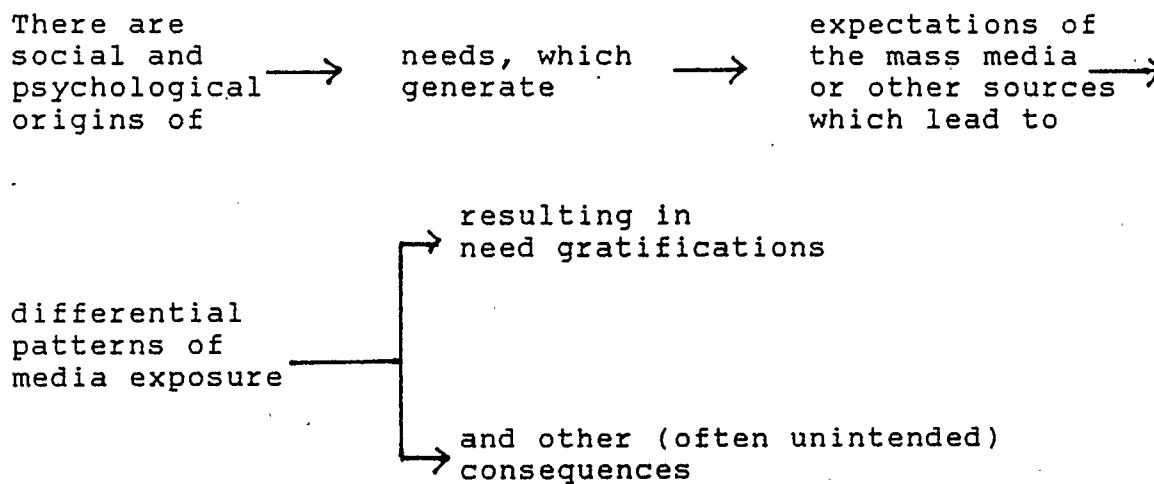 There are
social and
psychological
origins of
needs, which
generate
expectations of
the mass media
or other sources
which lead to
resulting in
need gratifications
differential
patterns of
media exposure
and other (often unintended)
consequences